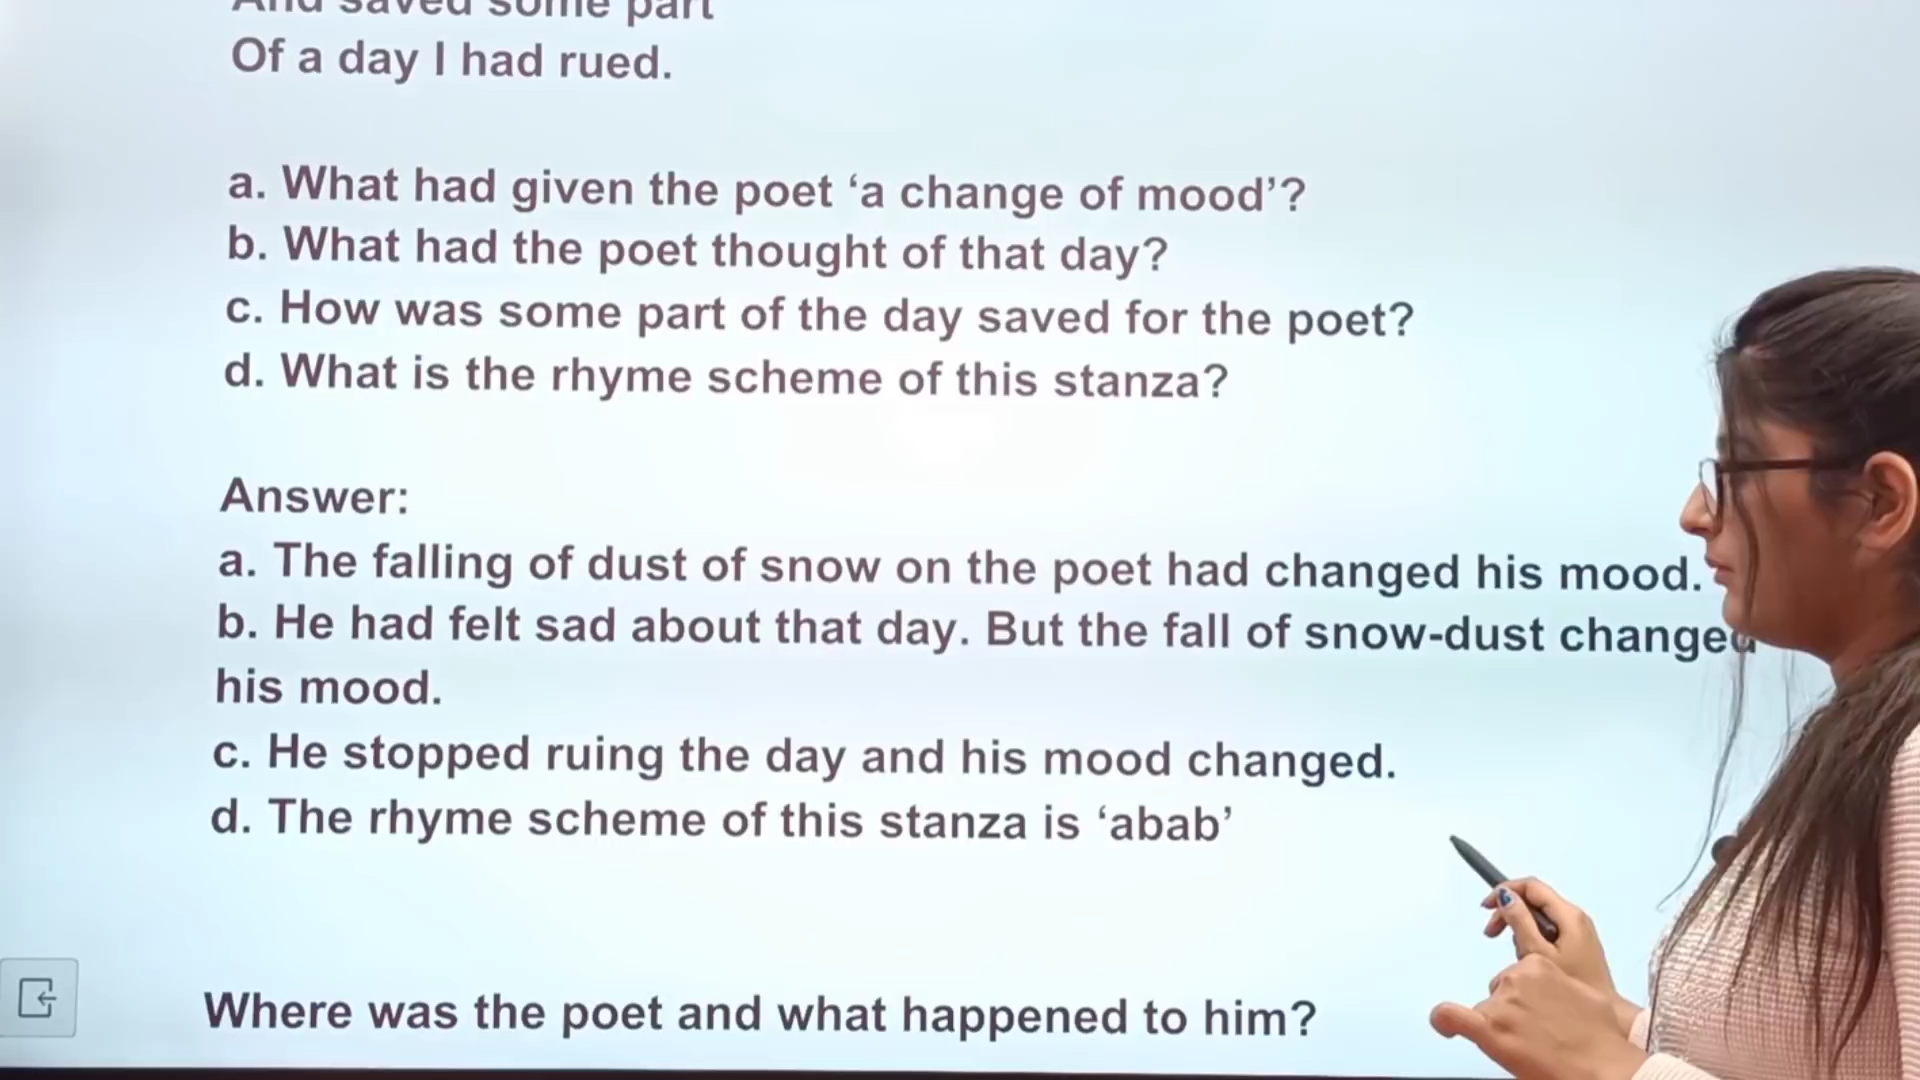 And saved some part
Of a day I had rued.
a. What had given the poet ‘a change of mood’?
b. What had the poet thought of that day?
c. How was some part of the day saved for the poet?
d. What is the rhyme scheme of this stanza?
Answer:
a. The falling of dust of snow on the poet had changed his mood.
b. He had felt sad about that day. But the fall of snow-dust changed
his mood.
c. He stopped ruing the day and his mood changed.
d. The rhyme scheme of this stanza is ‘abab’
Where was the poet and what happened to him?